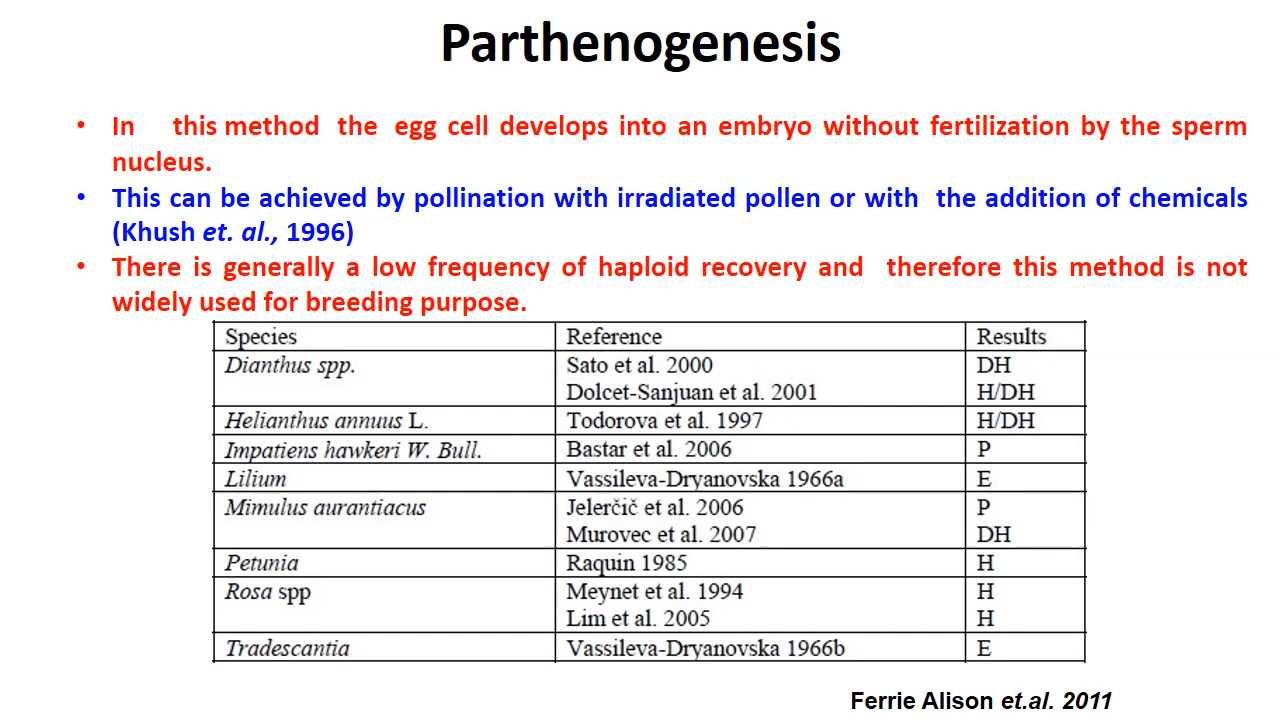 Parthenogenesis
• In this method the egg cell develops into an embryo without fertilization by the sperm
nucleus.
• This can be achieved by pollination with irradiated pollen or with the addition of chemicals
(Khush et. al., 1996)
• There is generally a low frequency of haploid recovery and therefore this method is not
widely used for breeding purpose.
Species Reference Results
Dianthus spp. Sato et al. 2000 DH
Dolcet-Sanjuan et al. 2001 H/DH
Helianthus annuus L. Todorova et al. 1997 H/DH
Impatiens hawkeri W. Bull. Bastar et al. 2006 P
Lilium Vassileva-Dryanovska 1966a E
Mimulus aurantiacus Jelerčič et al. 2006 P
Murovec et al. 2007 DH
Petunia Raquin 1985 H
Rosa spp Meynet et al. 1994 H
Lim et al. 2005 H
Tradescantia Vassileva-Dryanovska 1966b E
Ferrie Alison et.al. 2011